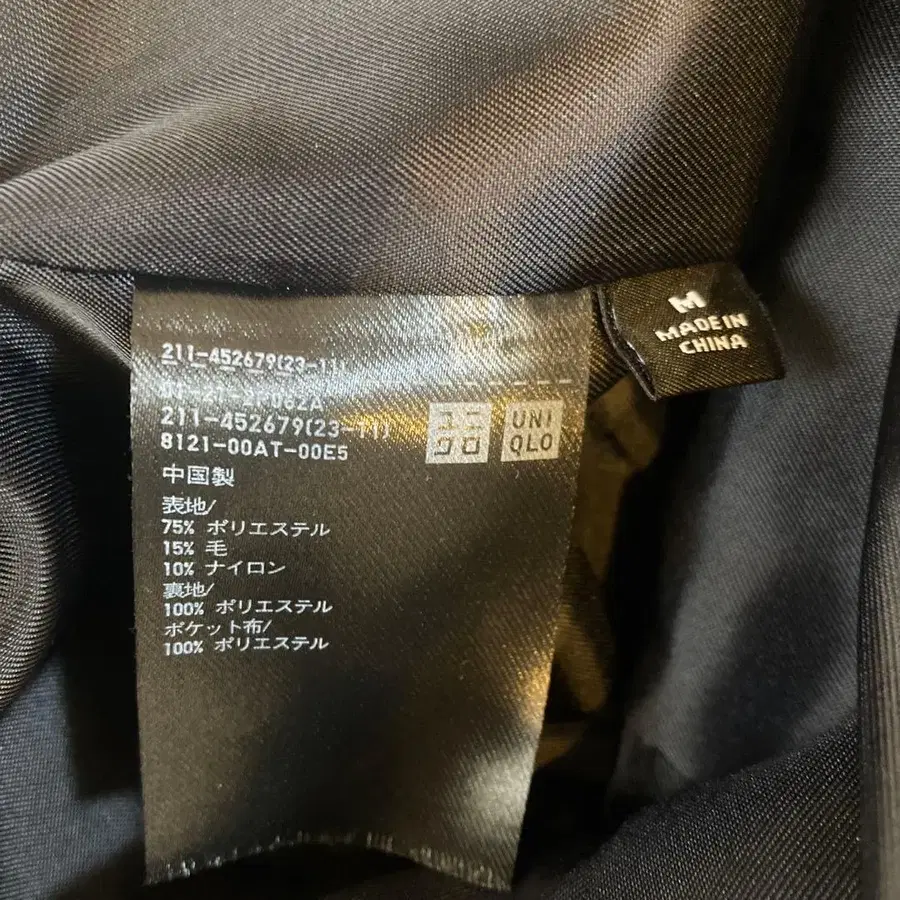 211-452679(23-11)
211-452679(23-11)
8121-00AT-00E5
中国製
表地/
75% ポリエステル
15% 毛
10% ナイロン
裏地/
100% ポリエステル
ポケット布/
100% ポリエステル
ユニ
クロ
UNI
QLO
M
MADE IN
CHINA